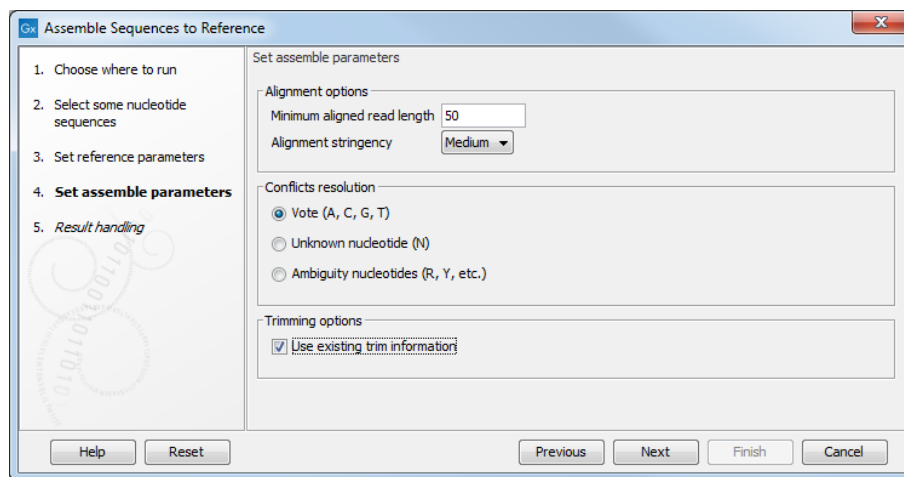 Gx Assemble Sequences to Reference
1. Choose where to run
2. Select some nucleotide
sequences
3. Set reference parameters
4. Set assemble parameters
5. Result handling
Set assemble parameters
Alignment options
Minimum aligned read length 50
Alignment stringency Medium
Conflicts resolution
Vote (A, C, G, T)
Unknown nucleotide (N)
Ambiguity nucleotides (R, Y, etc.)
Trimming options
Use existing trim information
Help Reset Previous Next Finish Cancel